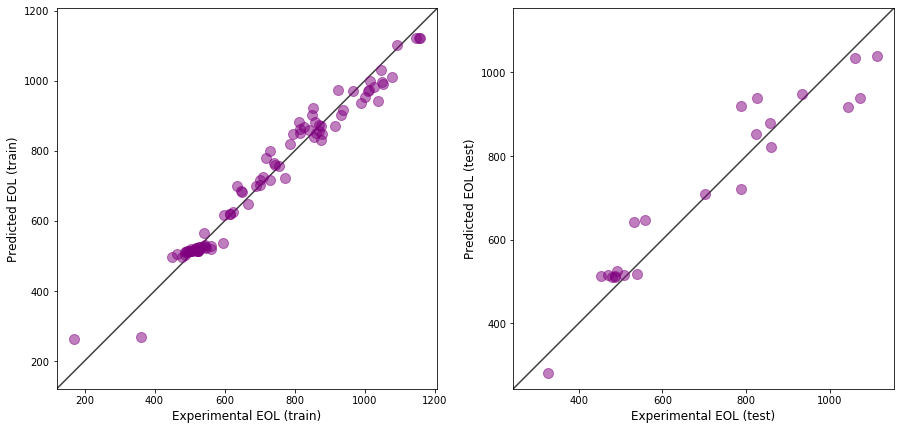 1200
1000
800
600
400
200
200 400 600 800 1000 1200
Predicted EOL (train)
Experimental EOL (train)
1000
800
600
400
400 600 800 1000
Predicted EOL (test)
Experimental EOL (test)